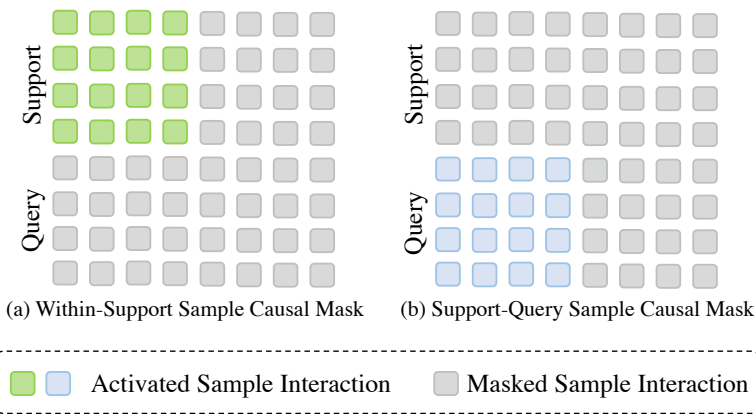 Support
Query
(a) Within-Support Sample Causal Mask
Support
Query
(b) Support-Query Sample Causal Mask
Activated Sample Interaction
Masked Sample Interaction